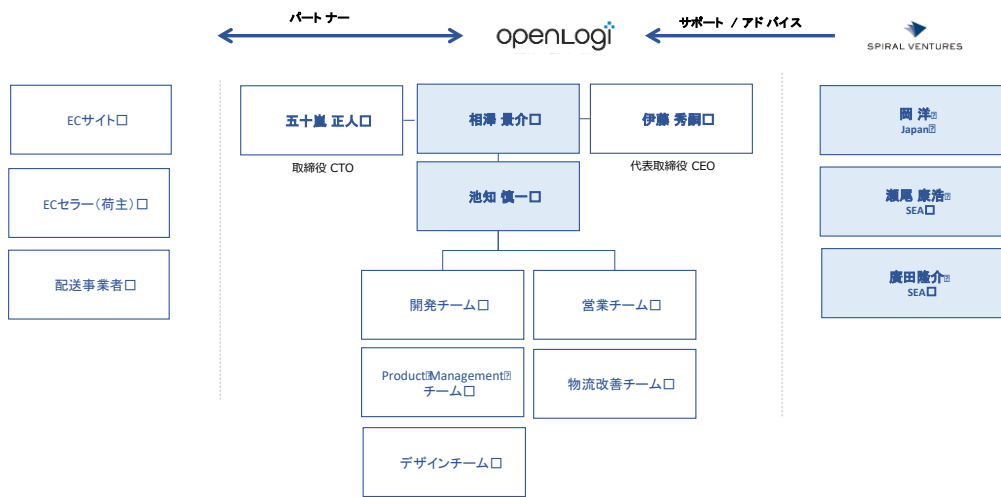 パートナー
openLogi
サポート / アドバイス
SPIRAL VENTURES
ECサイト
ECセラー(荷主)
配送事業者
五十嵐 正人
取締役 CTO
相澤 景介
伊藤 秀嗣
代表取締役 CEO
池知 慎一
開発チーム
営業チーム
Product Management
チーム
物流改善チーム
デザインチーム
岡 洋
Japan
瀬尾 康浩
SEA
廣田隆介
SEA